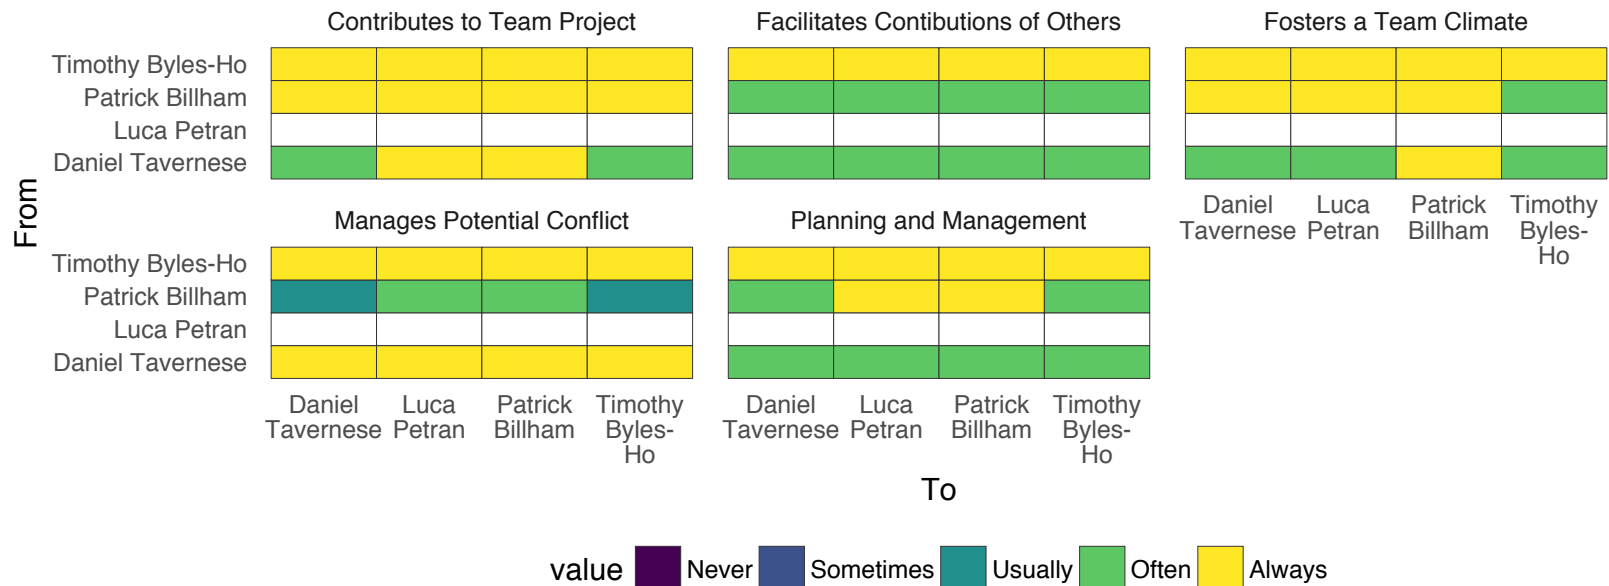 Contributes to Team Project
Facilitates Contibutions of Others
Fosters a Team Climate
Timothy Byles-Ho
Patrick Billham
Luca Petran
Daniel Tavernese
Daniel Tavernese
Luca Petran
Patrick Billham
Timothy Byles-Ho
From
Manages Potential Conflict
Planning and Management
Timothy Byles-Ho
Patrick Billham
Luca Petran
Daniel Tavernese
Daniel Tavernese
Luca Petran
Patrick Billham
Timothy Byles-Ho
Daniel Tavernese
Luca Petran
Patrick Billham
Timothy Byles-Ho
To
value Never Sometimes Usually Often Always